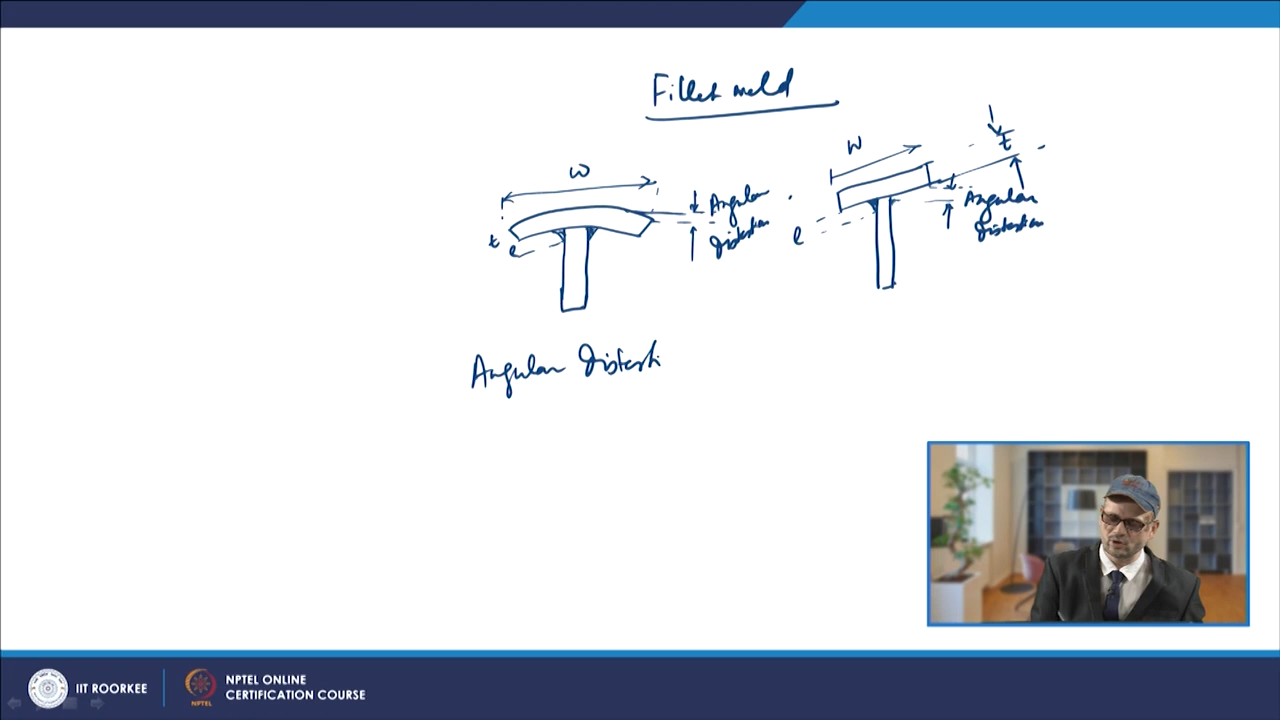 Fillet weld
W
t
l
Angular
Distortion
W
t
l
Angular
Distortion
Angular Distorti
IIT ROORKEE
NPTEL
NPTEL ONLINE
CERTIFICATION COURSE